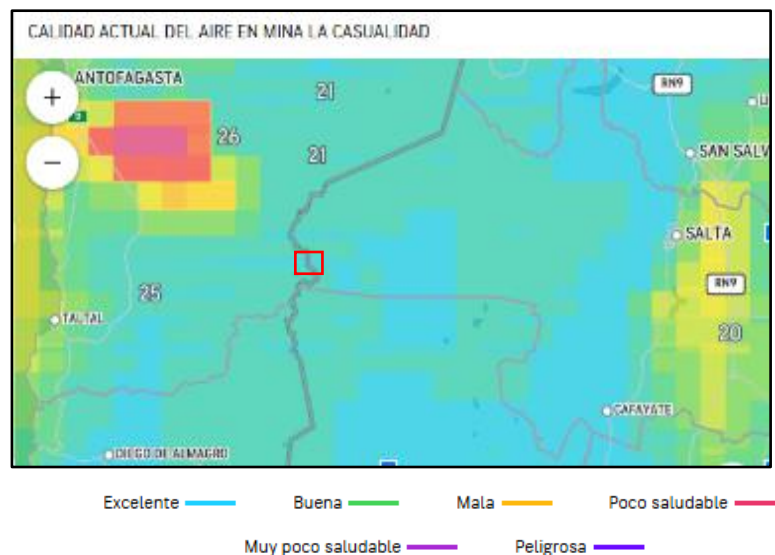 CALIDAD ACTUAL DEL AIRE EN MINA LA CASUALIDAD
+
−
ANTOFAGASTA
21
26
21
RN9
SAN SALV
SALTA
RN9
25
TALTAL
20
CAFAYATE
DIEGO DE ALMAGRO
Excelente
Buena
Mala
Poco saludable
Muy poco saludable
Peligrosa